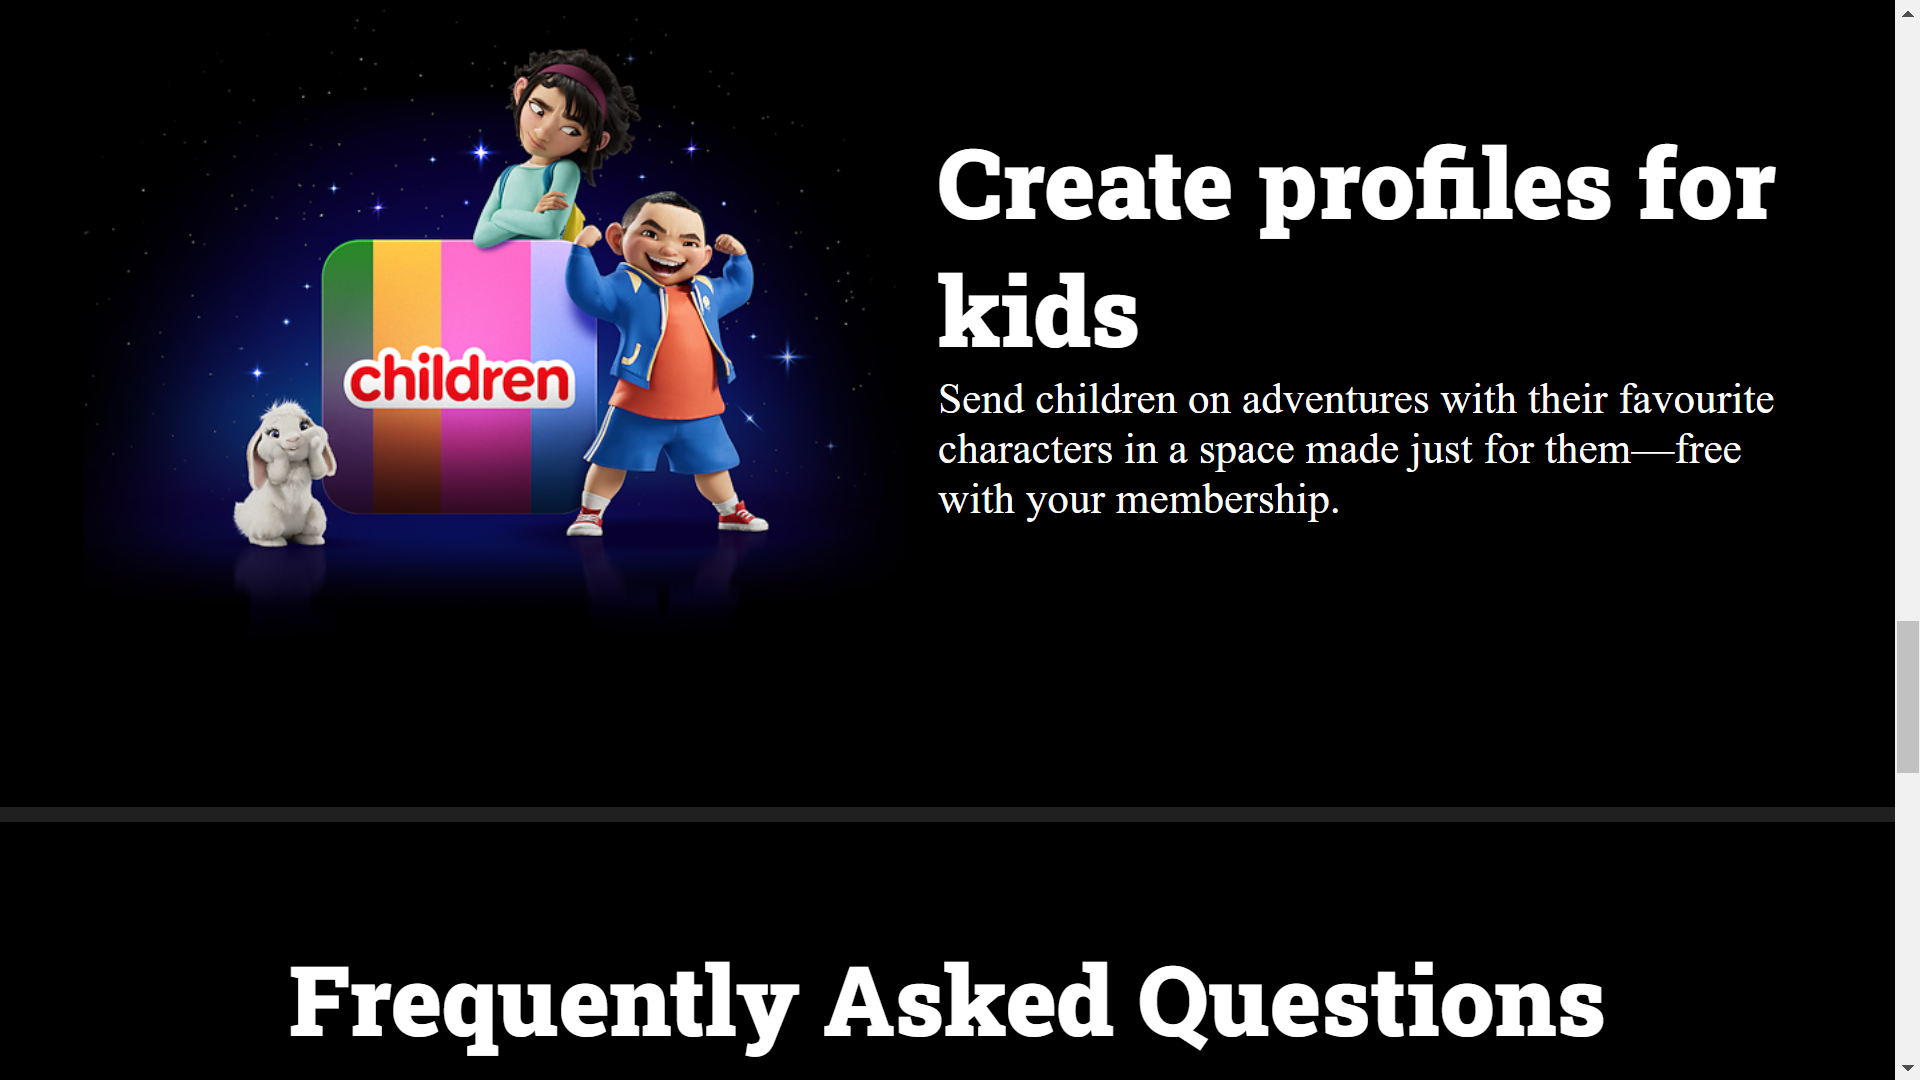 children
Create profiles for
kids
Send children on adventures with their favourite
characters in a space made just for them—free
with your membership.
Frequently Asked Questions